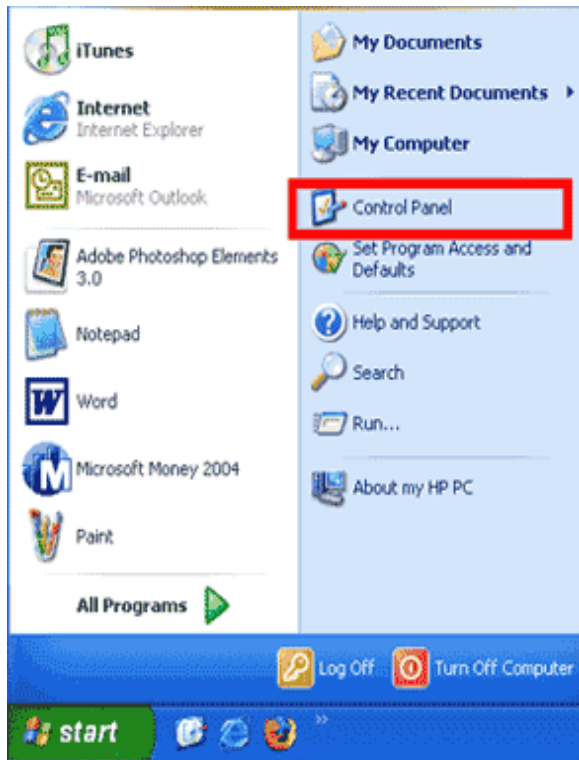 iTunes
Internet
Internet Explorer
E-mail
Microsoft Outlook
Adobe Photoshop Elements
3.0
Notepad
Word
Microsoft Money 2004
Paint
All Programs
My Documents
My Recent Documents
My Computer
Control Panel
Set Program Access and
Defaults
Help and Support
Search
Run...
About my HP PC
Log Off
Turn Off Computer
start